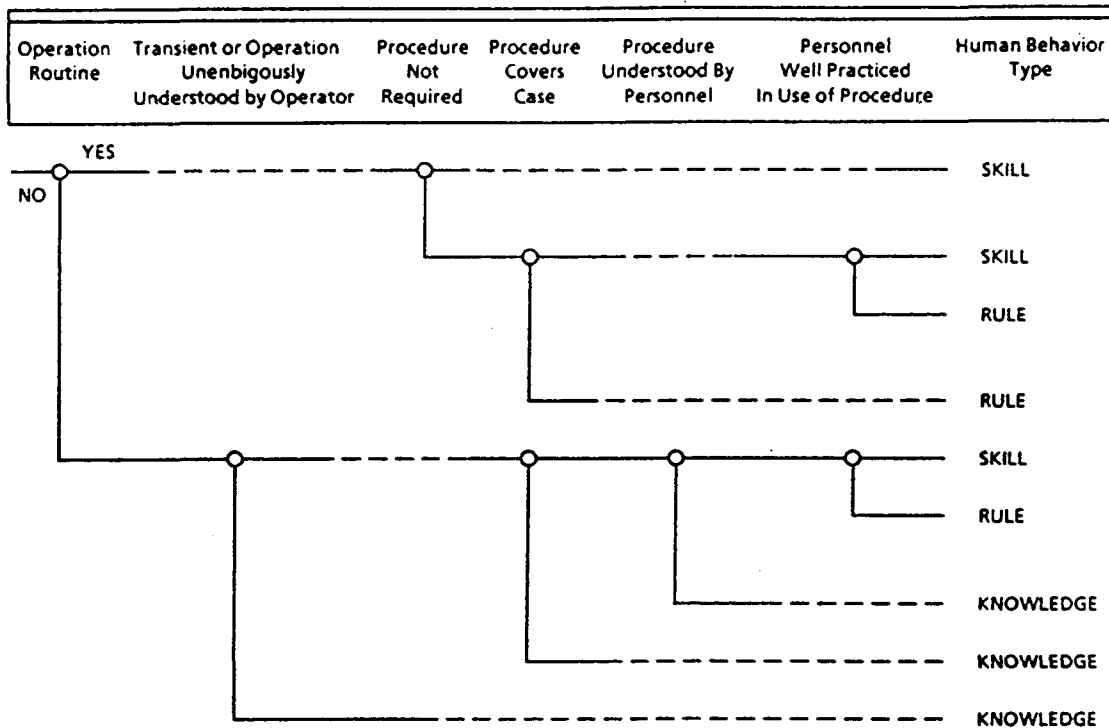 Operation
Routine
Transient or Operation
Unenbigously
Understood by Operator
Procedure
Not
Required
Procedure
Covers
Case
Procedure
Understood By
Personnel
Personnel
Well Practiced
In Use of Procedure
Human Behavior
Type
YES
NO
SKILL
SKILL
RULE
RULE
SKILL
RULE
KNOWLEDGE
KNOWLEDGE
KNOWLEDGE